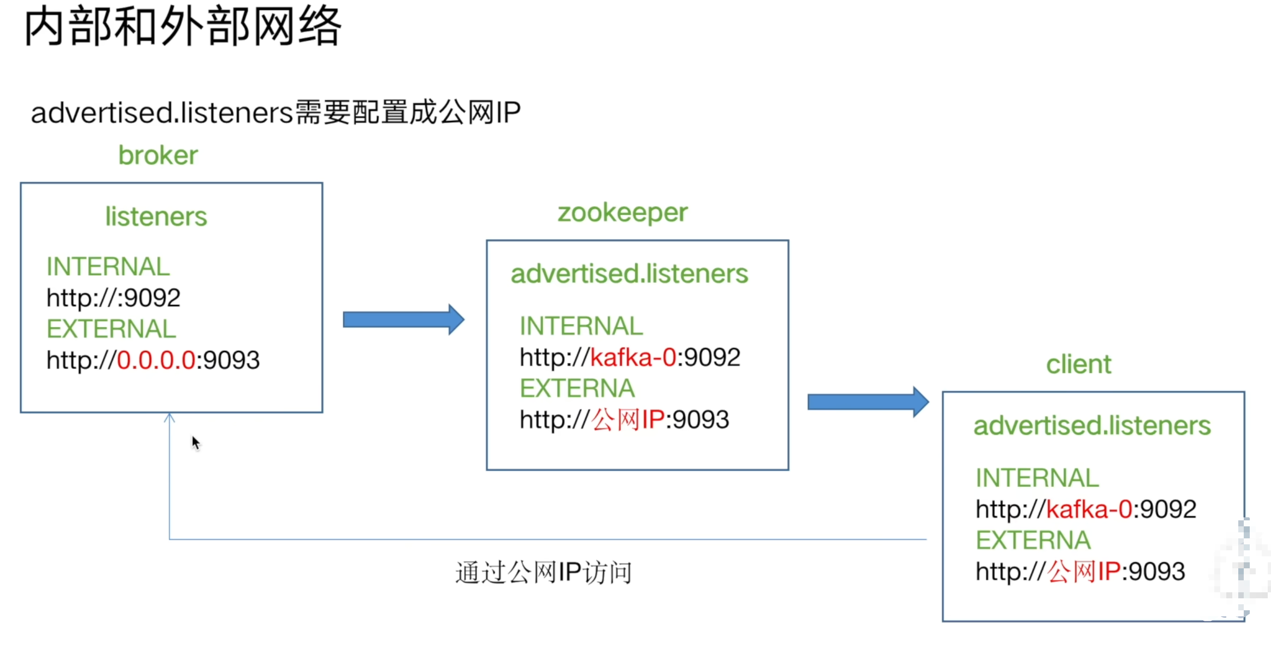 内部和外部网络
advertised.listeners需要配置成公网IP
broker
listeners
INTERNAL
http://:9092
EXTERNAL
http://0.0.0.0:9093
zookeeper
advertised.listeners
INTERNAL
http://kafka-0:9092
EXTERNA
http://公网IP:9093
client
advertised.listeners
INTERNAL
http://kafka-0:9092
EXTERNA
http://公网IP:9093
通过公网IP访问